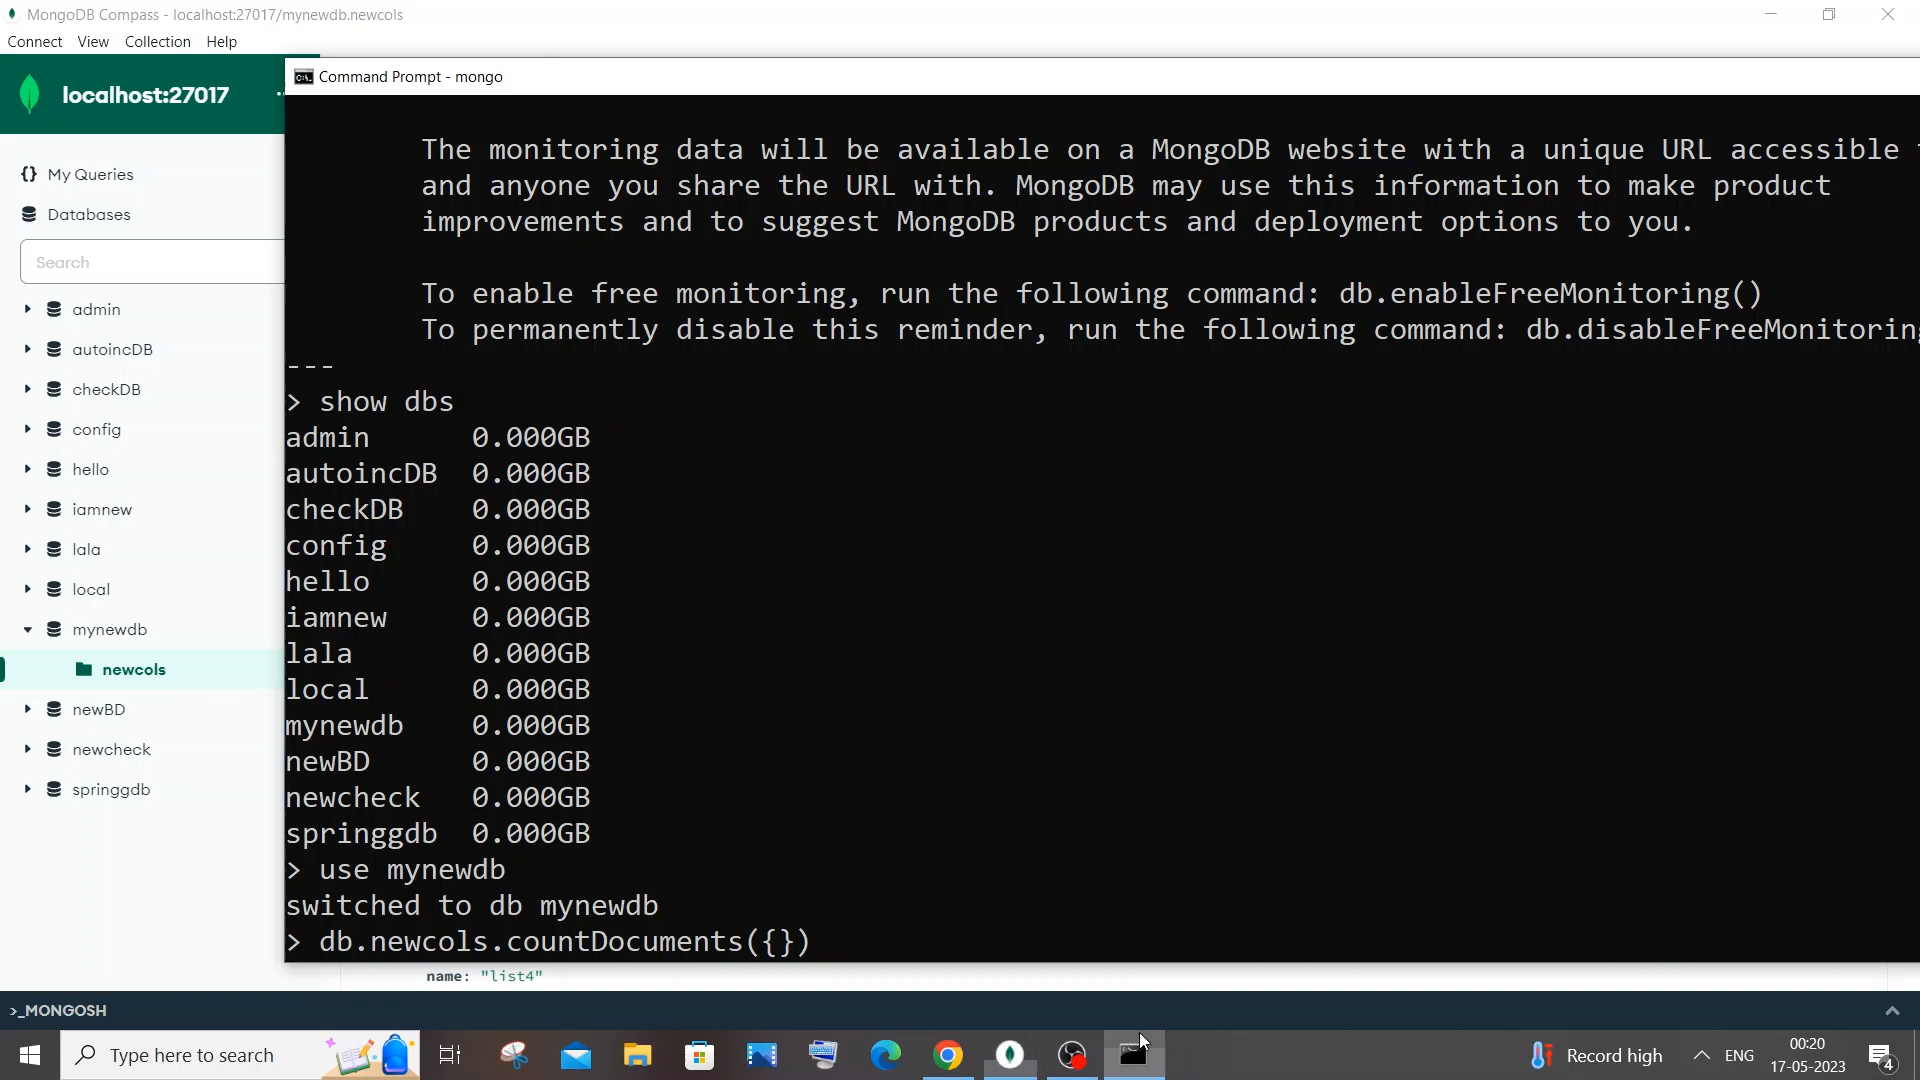 MongoDB Compass - localhost:27017/mynewdb.newcols
Connect View Collection Help
localhost:27017
My Queries
Databases
Search
admin
autoincDB
checkDB
config
hello
iamnew
lala
local
mynewdb
newcols
newBD
newcheck
springgdb
Command Prompt - mongo
The monitoring data will be available on a MongoDB website with a unique URL accessible
and anyone you share the URL with. MongoDB may use this information to make product
improvements and to suggest MongoDB products and deployment options to you.
To enable free monitoring, run the following command: db.enableFreeMonitoring()
To permanently disable this reminder, run the following command: db.disableFreeMonitoring
---
> show dbs
admin 0.000GB
autoincDB 0.000GB
checkDB 0.000GB
config 0.000GB
hello 0.000GB
iamnew 0.000GB
lala 0.000GB
local 0.000GB
mynewdb 0.000GB
newBD 0.000GB
newcheck 0.000GB
springgdb 0.000GB
> use mynewdb
switched to db mynewdb
> db.newcols.countDocuments({})
name: "list4"
>_MONGOSH
Type here to search
Record high
ENG
00:20
17-05-2023
4